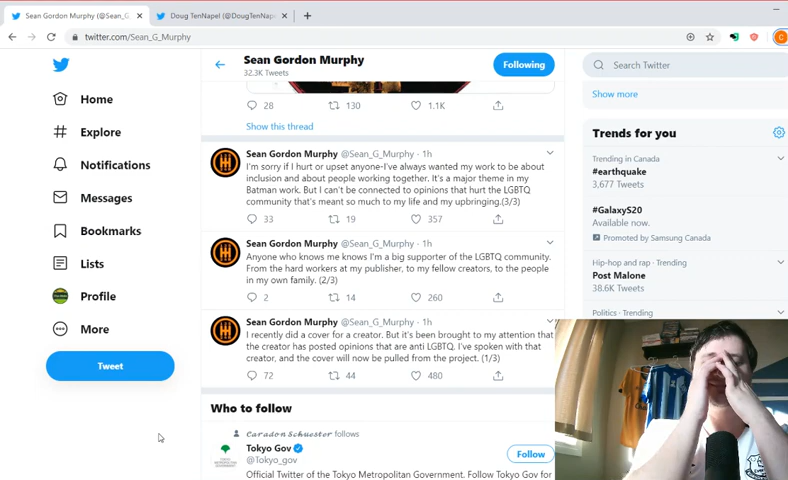 Sean Gordon Murphy (@Sean_G
Doug TenNapel (@DougTenNap
twitter.com/Sean_G_Murphy
Home
Explore
Notifications
Messages
Bookmarks
Lists
Profile
More
Tweet
Sean Gordon Murphy
32.3K Tweets
Following
28 130 1.1K
Show this thread
Sean Gordon Murphy @Sean_G_Murphy · 1h
I'm sorry if I hurt or upset anyone-I've always wanted my work to be about
inclusion and about people working together. It's a major theme in my
Batman work. But I can't be connected to opinions that hurt the LGBTQ
community that's meant so much to my life and my upbringing.(3/3)
33 19 357
Sean Gordon Murphy @Sean_G_Murphy · 1h
Anyone who knows me knows I'm a big supporter of the LGBTQ community.
From the hard workers at my publisher, to my fellow creators, to the people
in my own family. (2/3)
2 14 260
Sean Gordon Murphy @Sean_G_Murphy · 1h
I recently did a cover for a creator. But it's been brought to my attention that
the creator has posted opinions that are anti LGBTQ. I've spoken with that
creator, and the cover will now be pulled from the project. (1/3)
72 44 480
Who to follow
Caradon Schuester follows
Tokyo Gov
@Tokyo_gov
Follow
Official Twitter of the Tokyo Metropolitan Government. Follow Tokyo Gov for
Search Twitter
Show more
Trends for you
Trending in Canada
#earthquake
3,677 Tweets
#GalaxyS20
Available now.
Promoted by Samsung Canada
Hip-hop and rap · Trending
Post Malone
38.6K Tweets
Politics · Trending